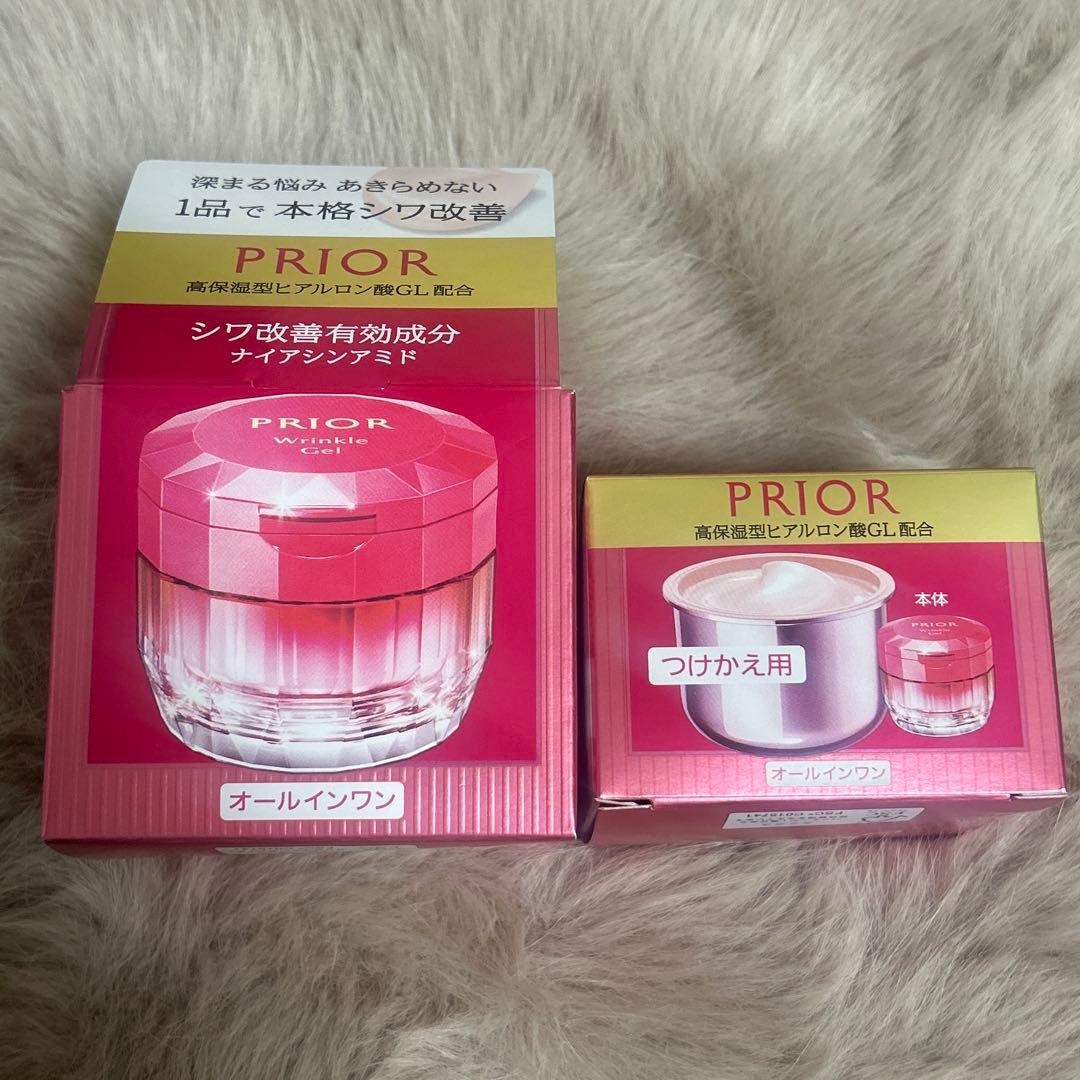 深まる悩み あきらめない
1品で 本格シワ改善
PRIOR
高保湿型ヒアルロン酸GL配合
シワ改善有効成分
ナイアシンアミド
PRIOR
Wrinkle
Gel
オールインワン
PRIOR
高保湿型ヒアルロン酸GL配合
本体
PRIOR
Wrinkle
Gel
つけかえ用
オールインワン
FSC® C015741